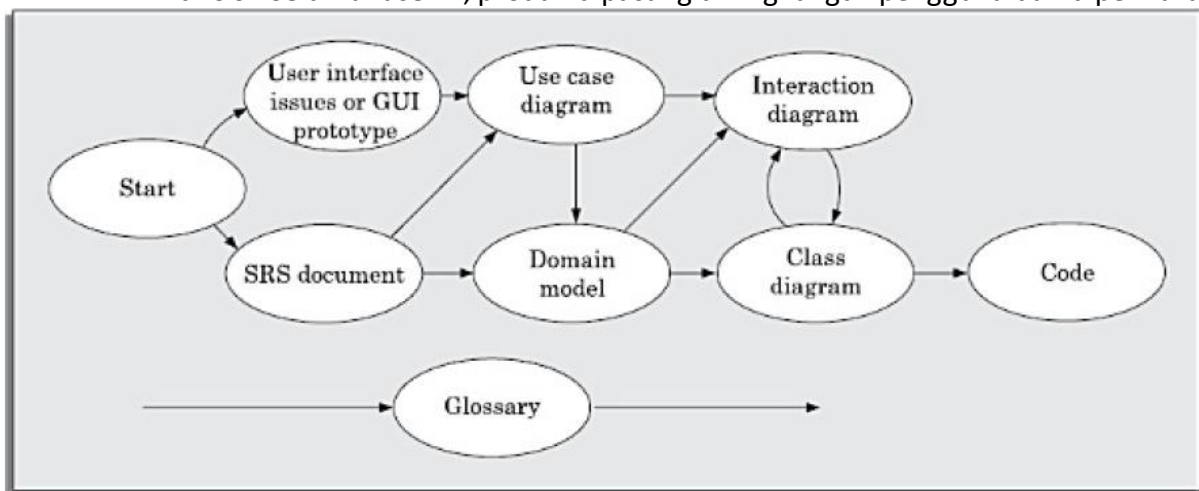 User interface
issues or GUI
prototype
Use case
diagram
Interaction
diagram
Start
SRS document
Domain
model
Class
diagram
Code
Glossary